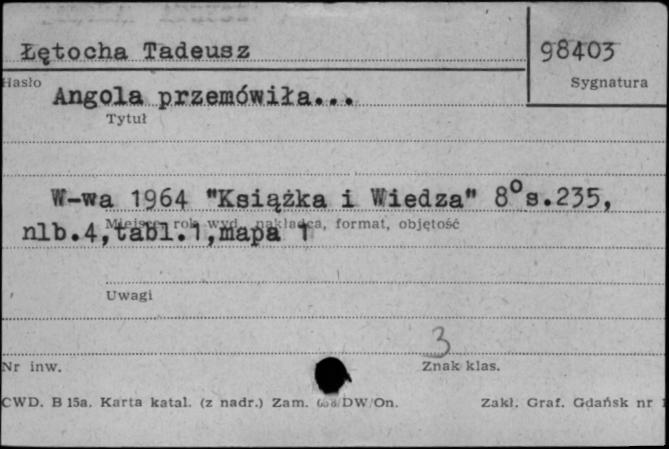 Łętocha Tadeusz
98403
Hasło
Sygnatura
Angola przemówiła...
Tytuł
W-wa 1964 "Książka i Wiedza" 8° s.235,
Miejsce, rok wyd., nakładca, format, objętość
nlb.4,tabl.1,mapa 1
Uwagi
3
Nr inw.
Znak klas.
CWD. B 15a. Karta katal. (z nadr.) Zam. DW/On.
Zakł. Graf. Gdańsk nr